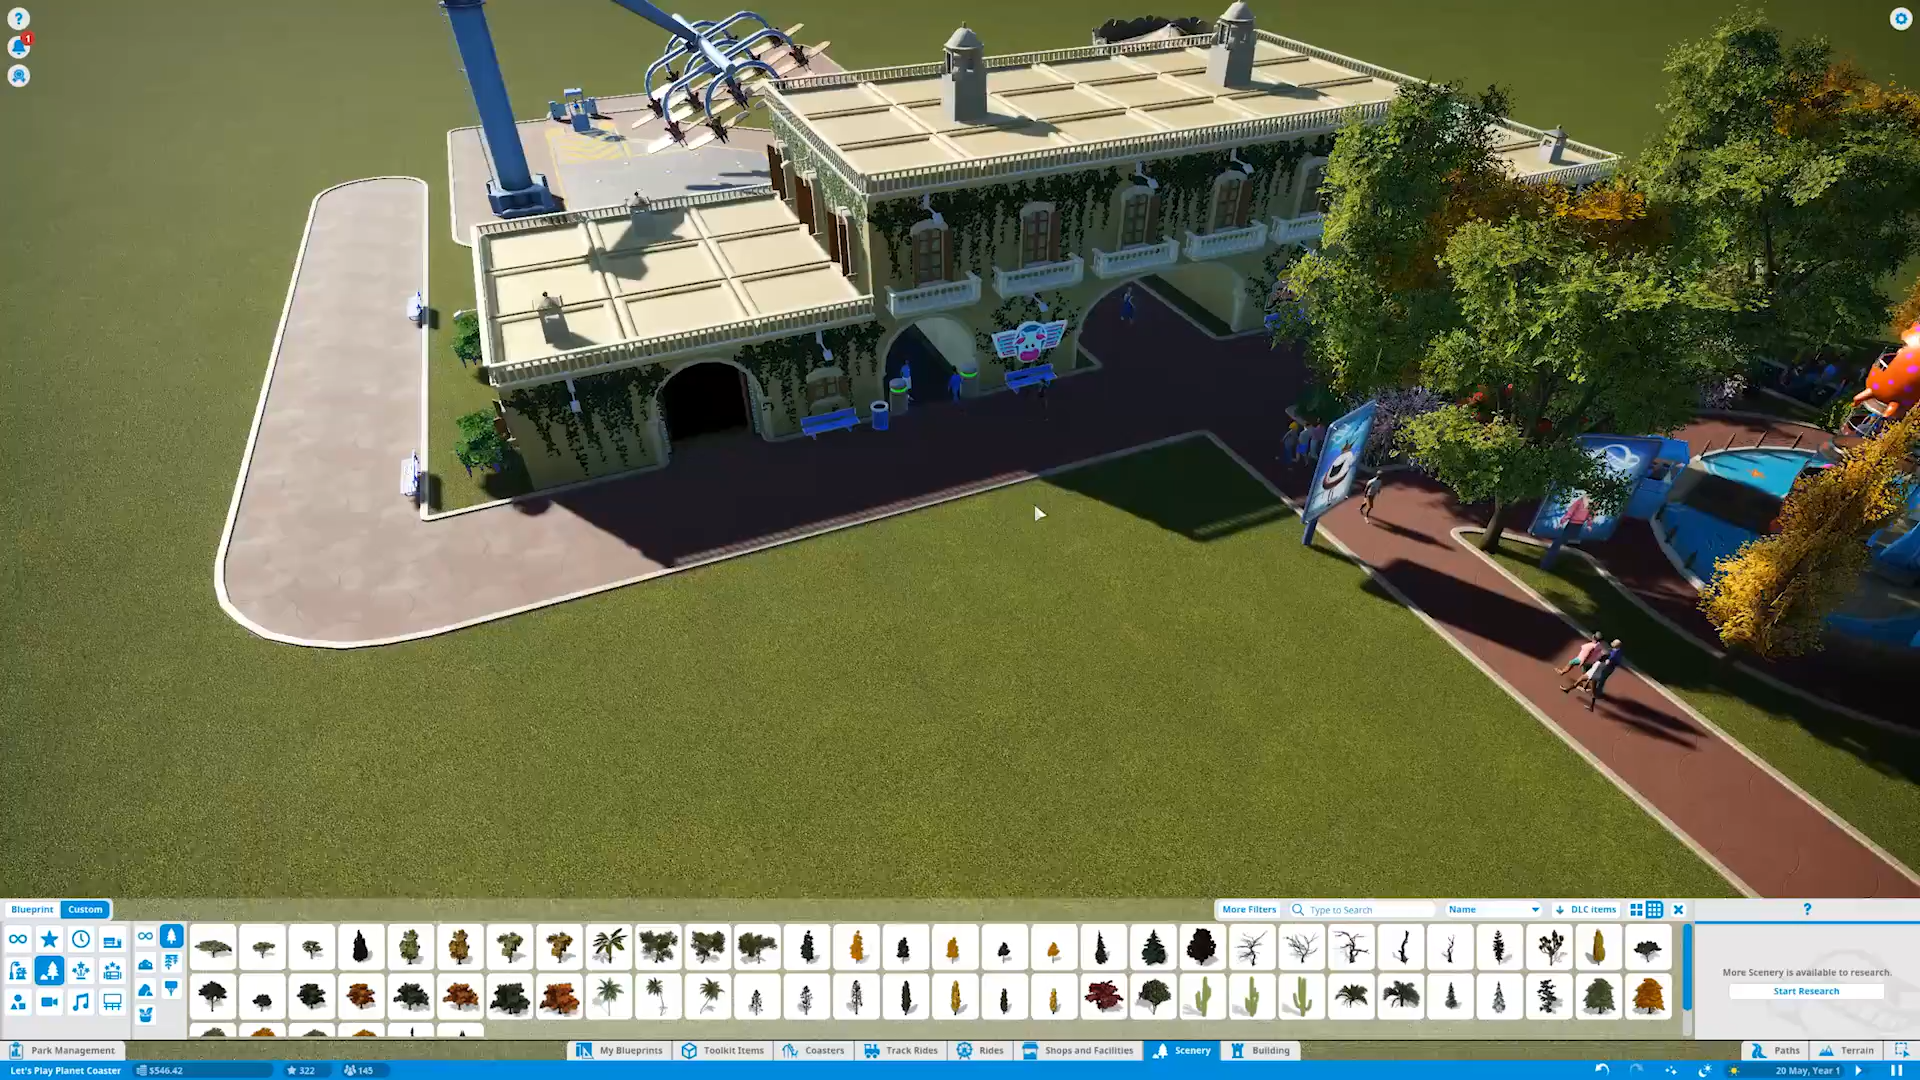 ?
1
Blueprint
Custom
More Filters
Type to Search
Name
DLC items
?
More Scenery is available to research.
Start Research
Park Management
My Blueprints
Toolkit Items
Coasters
Track Rides
Rides
Shops and Facilities
Scenery
Building
Paths
Terrain
Let's Play Planet Coaster
$546.42
322
145
20 May, Year 1